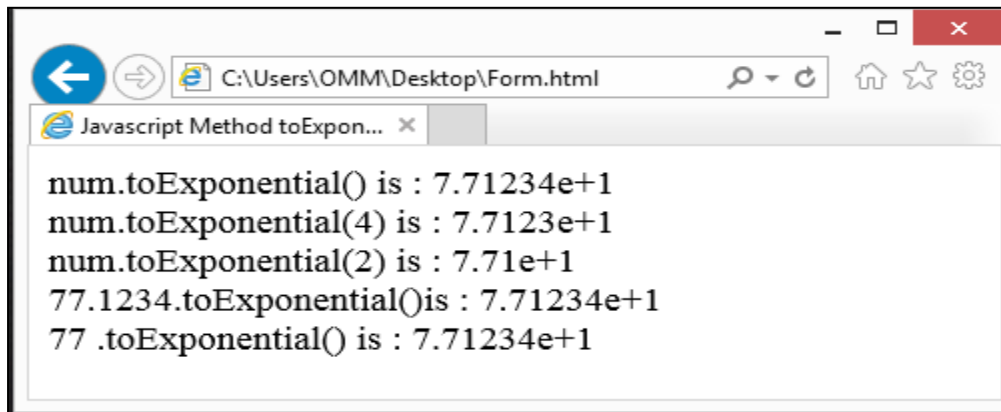 C:\Users\OMM\Desktop\Form.html
Javascript Method toExpon...
num.toExponential() is : 7.71234e+1
num.toExponential(4) is : 7.7123e+1
num.toExponential(2) is : 7.71e+1
77.1234.toExponential()is : 7.71234e+1
77 .toExponential() is : 7.71234e+1